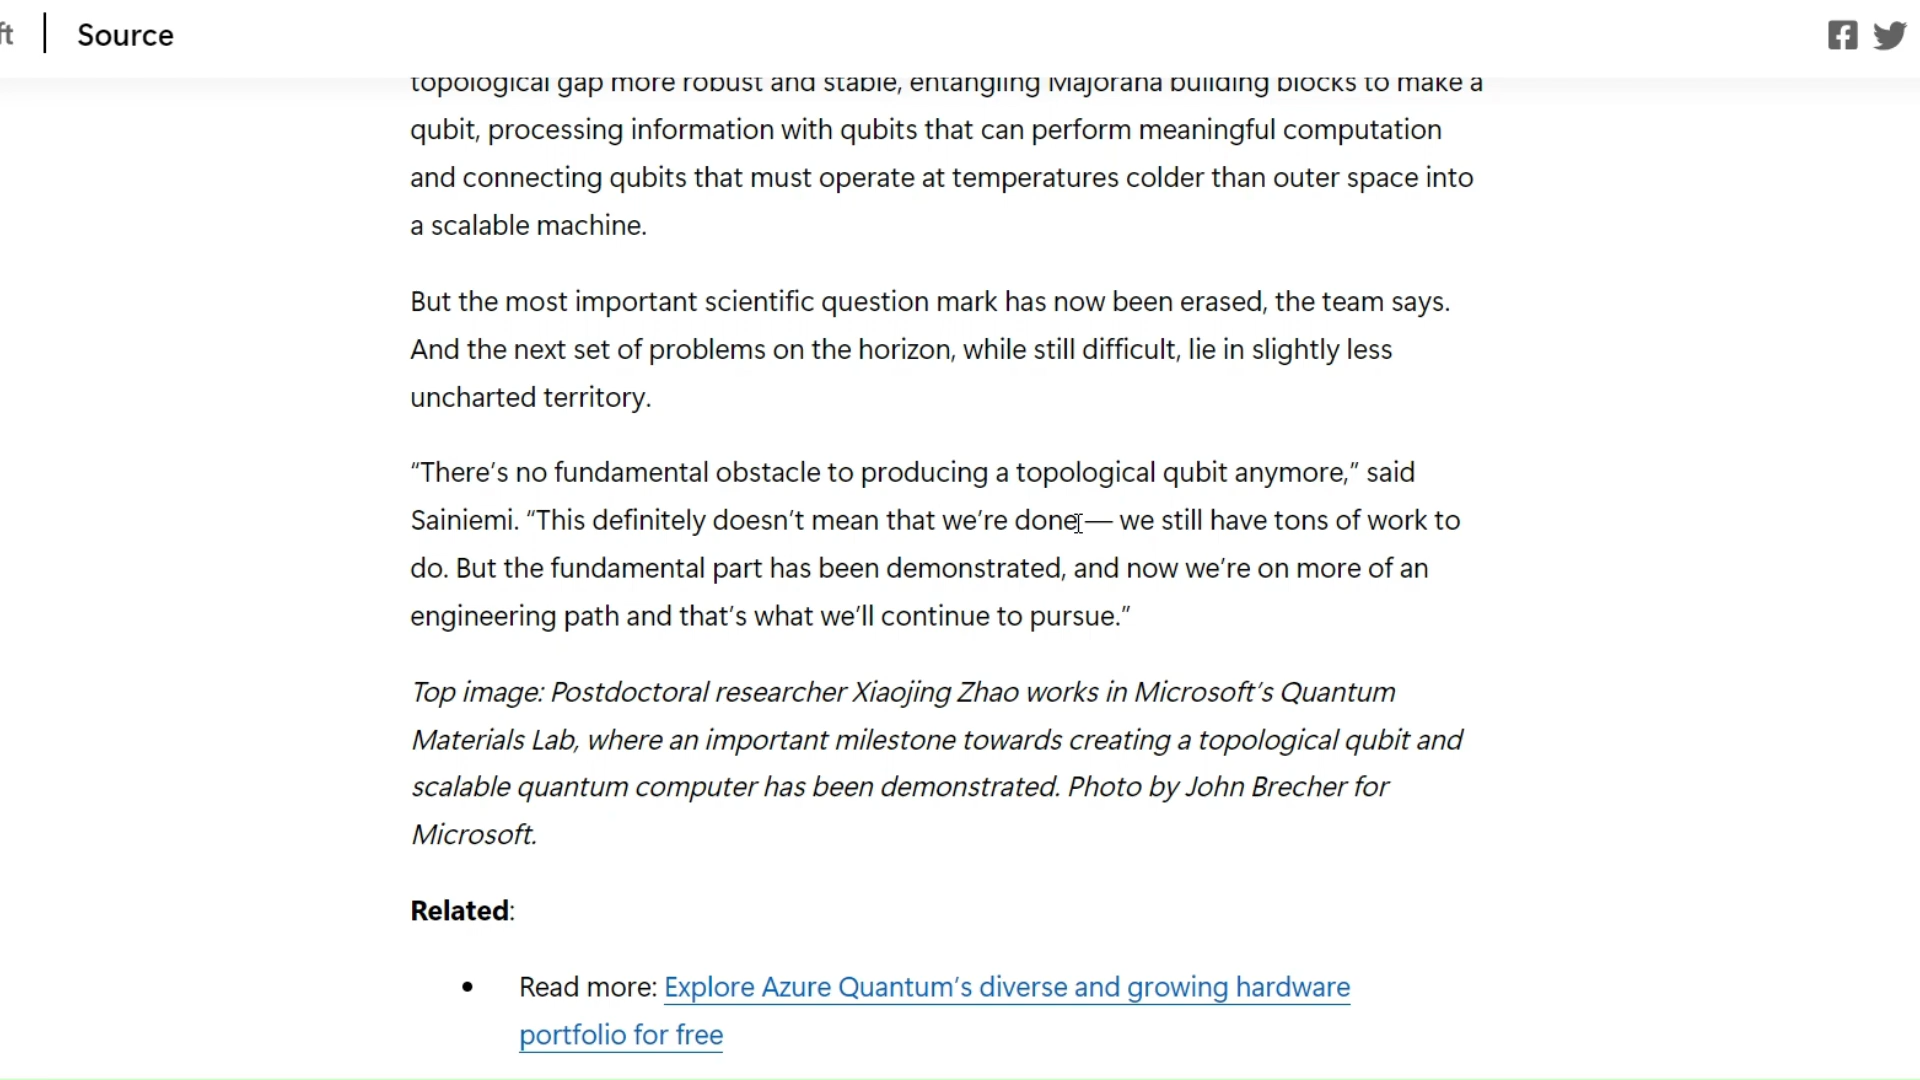 ft | Source
topological gap more robust and stable, entangling Majorana building blocks to make a
qubit, processing information with qubits that can perform meaningful computation
and connecting qubits that must operate at temperatures colder than outer space into
a scalable machine.
But the most important scientific question mark has now been erased, the team says.
And the next set of problems on the horizon, while still difficult, lie in slightly less
uncharted territory.
“There’s no fundamental obstacle to producing a topological qubit anymore,” said
Sainiemi. “This definitely doesn’t mean that we’re done — we still have tons of work to
do. But the fundamental part has been demonstrated, and now we’re on more of an
engineering path and that’s what we’ll continue to pursue.”
Top image: Postdoctoral researcher Xiaojing Zhao works in Microsoft’s Quantum
Materials Lab, where an important milestone towards creating a topological qubit and
scalable quantum computer has been demonstrated. Photo by John Brecher for
Microsoft.
Related:
• Read more: Explore Azure Quantum’s diverse and growing hardware
portfolio for free